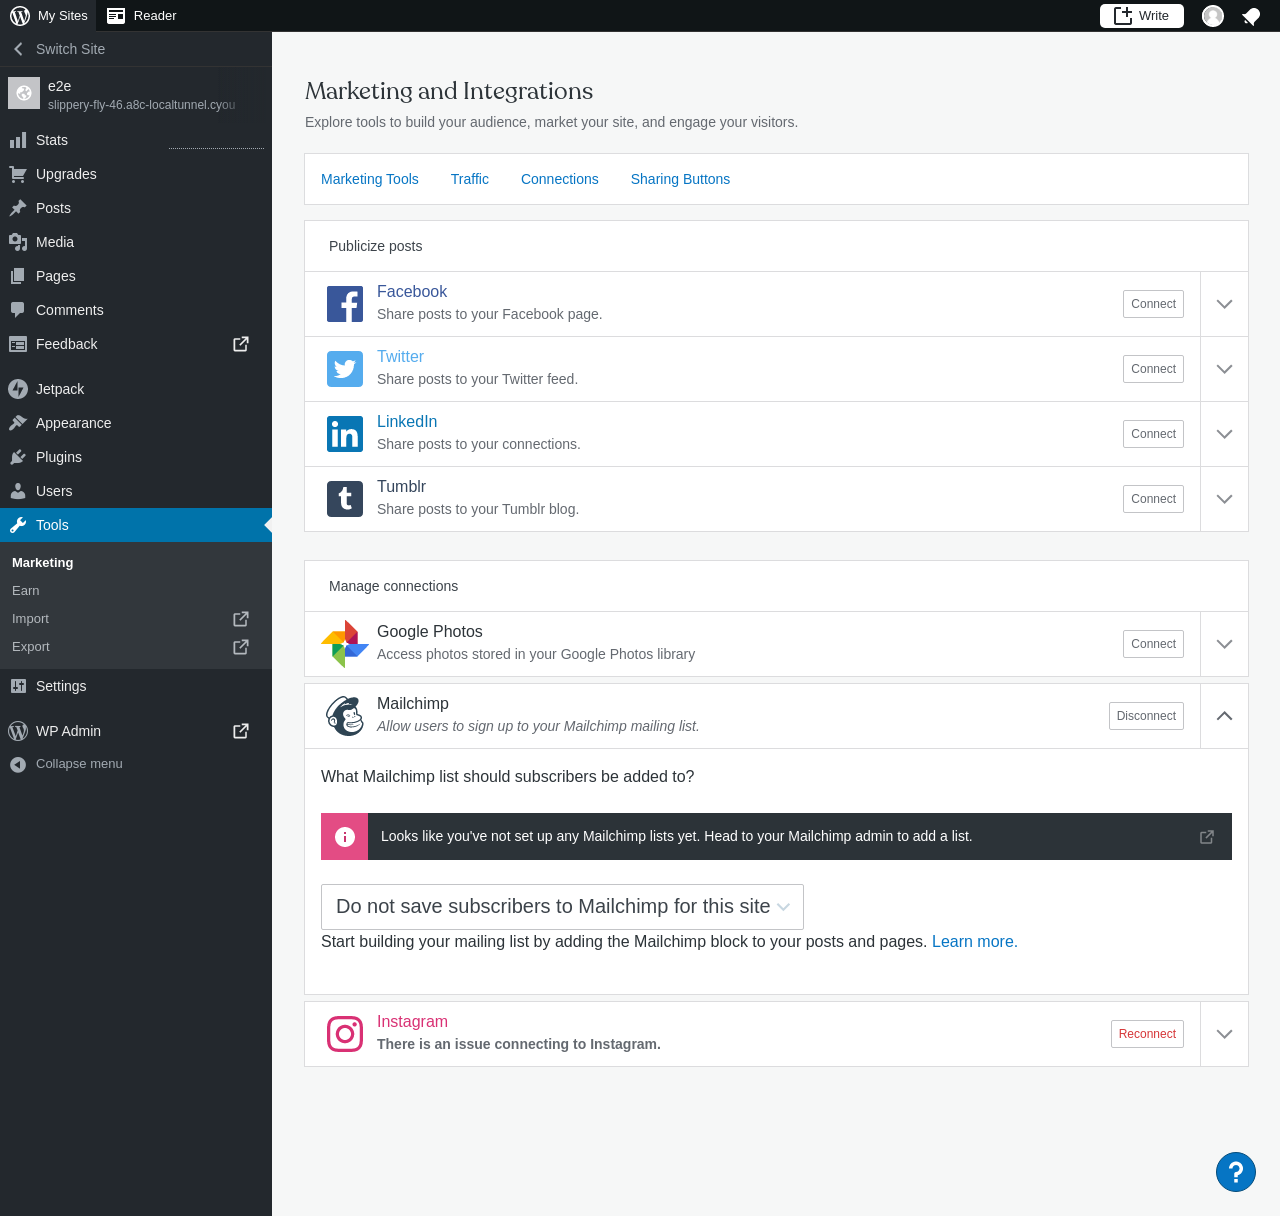 My Sites
Reader
Write
Switch Site
e2e
slippery-fly-46.a8c-localtunnel.cyou
Stats
Upgrades
Posts
Media
Pages
Comments
Feedback
Jetpack
Appearance
Plugins
Users
Tools
Marketing
Earn
Import
Export
Settings
WP Admin
Collapse menu
Marketing and Integrations
Explore tools to build your audience, market your site, and engage your visitors.
Marketing Tools
Traffic
Connections
Sharing Buttons
Publicize posts
Facebook
Share posts to your Facebook page.
Connect
Twitter
Share posts to your Twitter feed.
Connect
LinkedIn
Share posts to your connections.
Connect
Tumblr
Share posts to your Tumblr blog.
Connect
Manage connections
Google Photos
Access photos stored in your Google Photos library
Connect
Mailchimp
Allow users to sign up to your Mailchimp mailing list.
Disconnect
What Mailchimp list should subscribers be added to?
Looks like you've not set up any Mailchimp lists yet. Head to your Mailchimp admin to add a list.
Do not save subscribers to Mailchimp for this site
Start building your mailing list by adding the Mailchimp block to your posts and pages. Learn more.
Instagram
There is an issue connecting to Instagram.
Reconnect